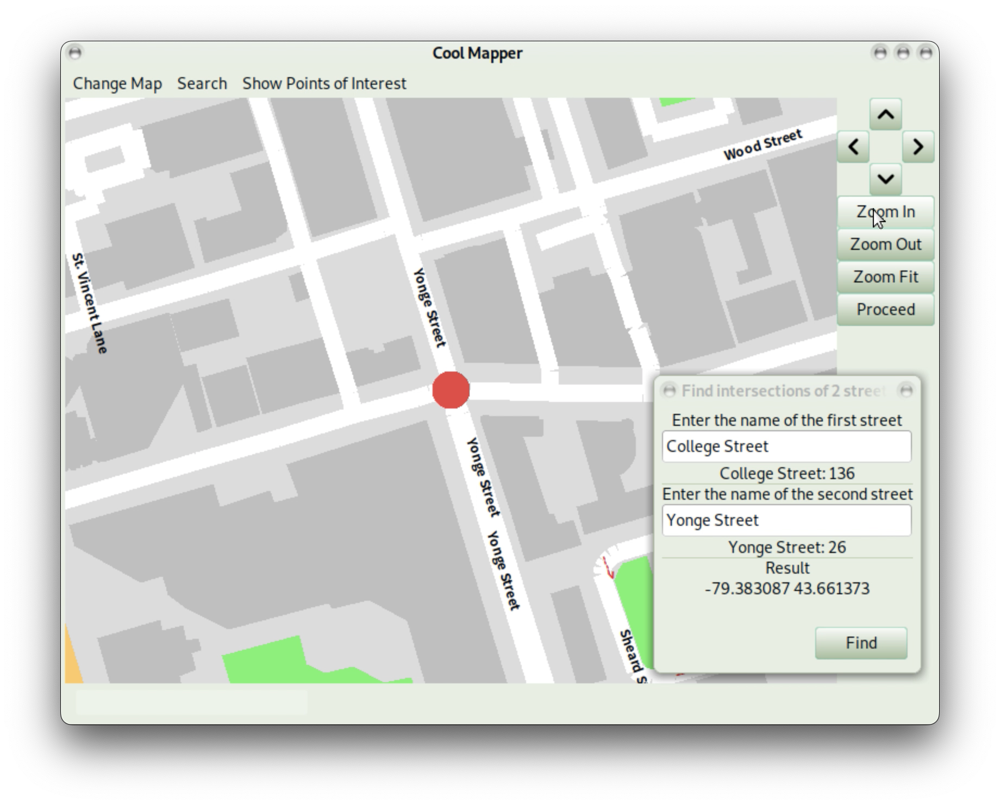 Cool Mapper
Change Map Search Show Points of Interest
Wood Street
Zoom In
Zoom Out
Zoom Fit
Proceed
St. Vincent Lane
Yonge Street
Yonge Street
Yonge Street
Sheard S
Find intersections of 2 street
Enter the name of the first street
College Street
College Street: 136
Enter the name of the second street
Yonge Street
Yonge Street: 26
Result
-79.383087 43.661373
Find